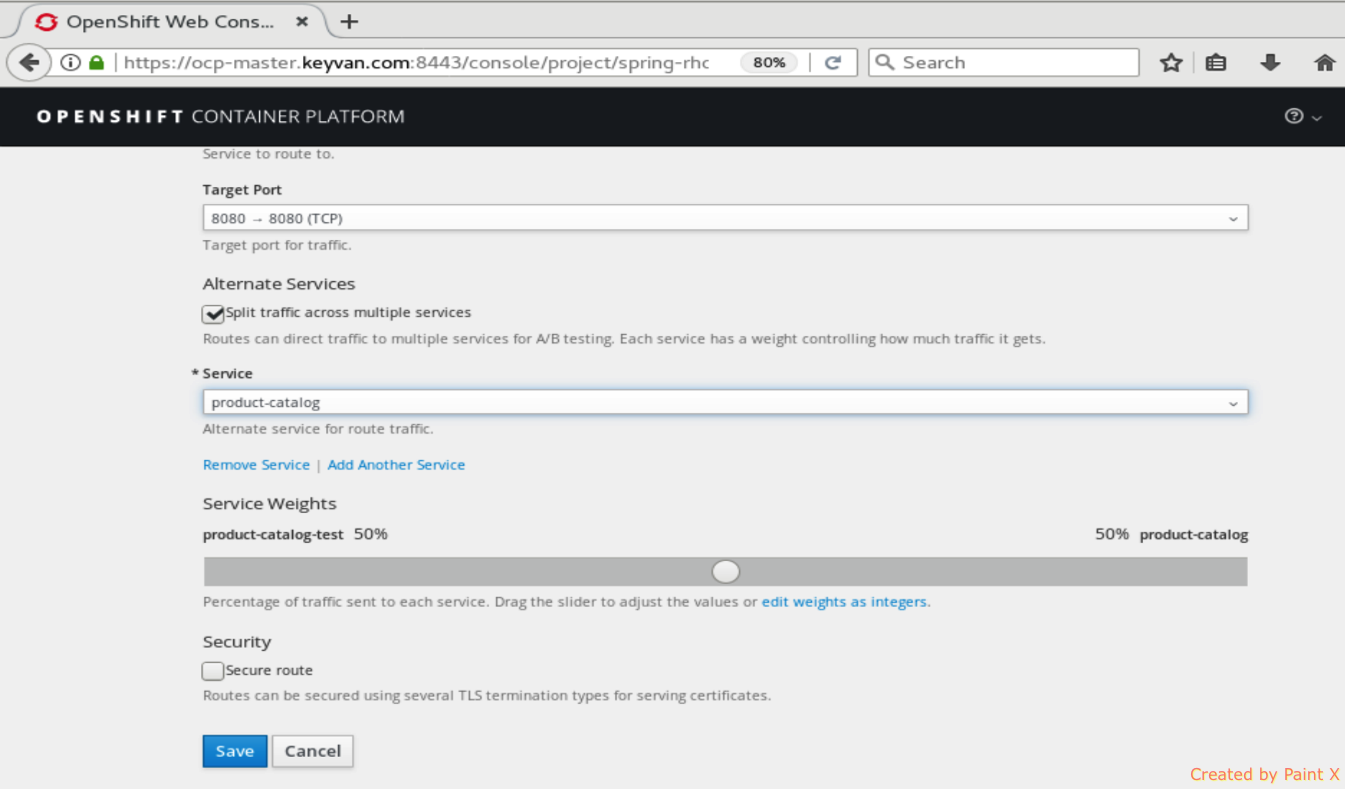 OpenShift Web Cons...
https://ocp-master.keyvan.com:8443/console/project/spring-rhc
80%
Search
OPENSHIFT CONTAINER PLATFORM
Service to route to.
Target Port
8080 → 8080 (TCP)
Target port for traffic.
Alternate Services
Split traffic across multiple services
Routes can direct traffic to multiple services for A/B testing. Each service has a weight controlling how much traffic it gets.
* Service
product-catalog
Alternate service for route traffic.
Remove Service | Add Another Service
Service Weights
product-catalog-test 50%
50% product-catalog
Percentage of traffic sent to each service. Drag the slider to adjust the values or edit weights as integers.
Security
Secure route
Routes can be secured using several TLS termination types for serving certificates.
Save
Cancel
Created by Paint X